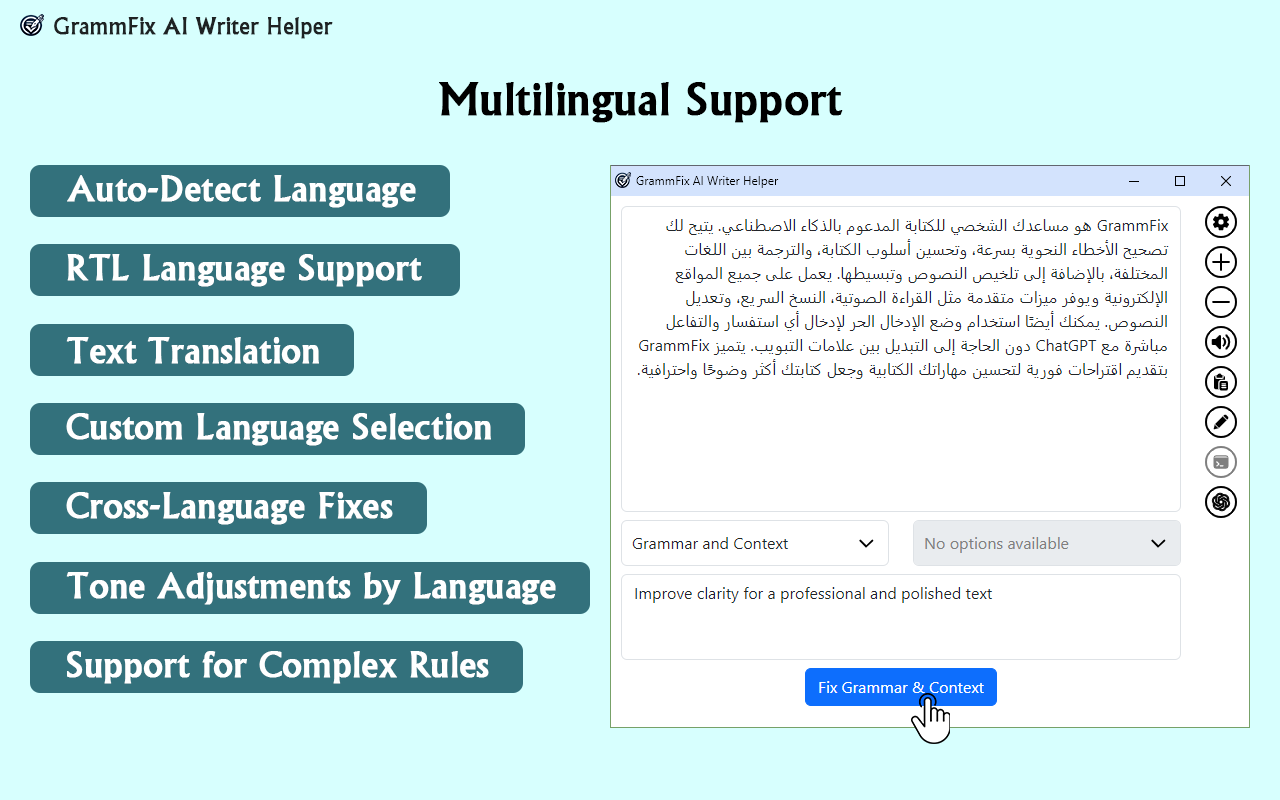 GrammFix AI Writer Helper
Multilingual Support
Auto-Detect Language
RTL Language Support
Text Translation
Custom Language Selection
Cross-Language Fixes
Tone Adjustments by Language
Support for Complex Rules
GrammFix AI Writer Helper
GrammFix هو مساعدك الشخصي للكتابة المدعوم بالذكاء الاصطناعي. يتيح لك
تصحيح الأخطاء النحوية بسرعة، وتحسين أسلوب الكتابة، والترجمة بين اللغات
المختلفة، بالإضافة إلى تلخيص النصوص وتبسيطها. يعمل على جميع المواقع
الإلكترونية ويوفر ميزات متقدمة مثل القراءة الصوتية، النسخ السريع، وتعديل
النصوص. يمكنك أيضًا استخدام وضع الإدخال الحر لإدخال أي استفسار والتفاعل
مباشرة مع ChatGPT دون الحاجة إلى التبديل بين علامات التبويب. يتميز GrammFix
بتقديم اقتراحات فورية لتحسين مهاراتك الكتابية وجعل كتابتك أكثر وضوحًا واحترافية.
Grammar and Context
No options available
Improve clarity for a professional and polished text
Fix Grammar & Context